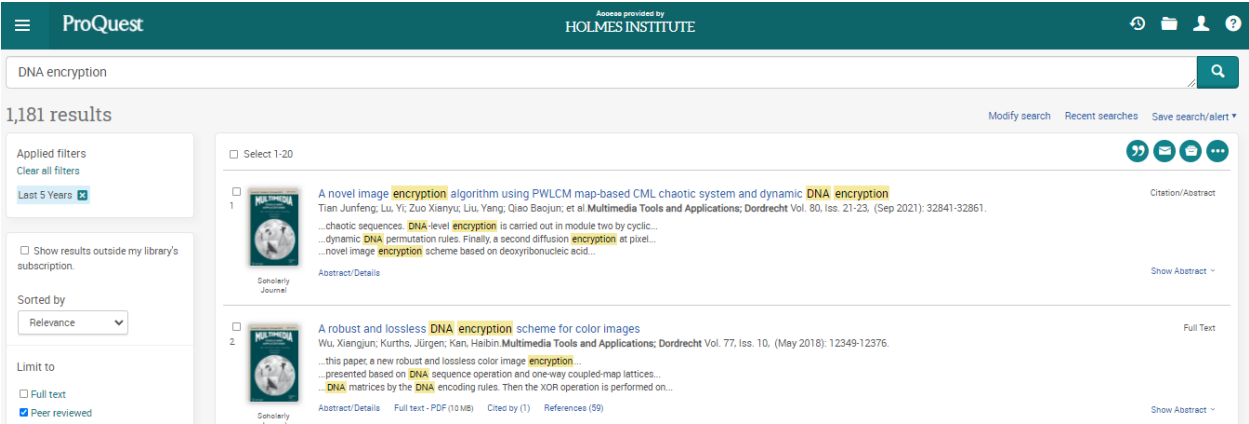 ProQuest
Access provided by
HOLMES INSTITUTE
?
DNA encryption
1,181 results
Modify search Recent searches Save search/alert
Applied filters
Clear all filters
Last 5 Years
Show results outside my library's
subscription.
Sorted by
Relevance
Limit to
Full text
Peer reviewed
Select 1-20
1
MULTIMEDIA
Scholarly
Journal
A novel image encryption algorithm using PWLCM map-based CML chaotic system and dynamic DNA encryption
Tian Junfeng; Lu, Yi; Zuo Xianyu; Liu, Yang; Qiao Baojun; et al.Multimedia Tools and Applications; Dordrecht Vol. 80, Iss. 21-23, (Sep 2021): 32841-32861.
...chaotic sequences. DNA-level encryption is carried out in module two by cyclic...
...dynamic DNA permutation rules. Finally, a second diffusion encryption at pixel...
...novel image encryption scheme based on deoxyribonucleic acid...
Abstract/Details
Citation/Abstract
Show Abstract
2
MULTIMEDIA
Scholarly
A robust and lossless DNA encryption scheme for color images
Wu, Xiangjun; Kurths, Jürgen; Kan, Haibin.Multimedia Tools and Applications; Dordrecht Vol. 77, Iss. 10, (May 2018): 12349-12376.
...this paper, a new robust and lossless color image encryption...
...presented based on DNA sequence operation and one-way coupled-map lattices...
...DNA matrices by the DNA encoding rules. Then the XOR operation is performed on...
Abstract/Details Full text - PDF (10 MB) Cited by (1) References (59)
Full Text
Show Abstract